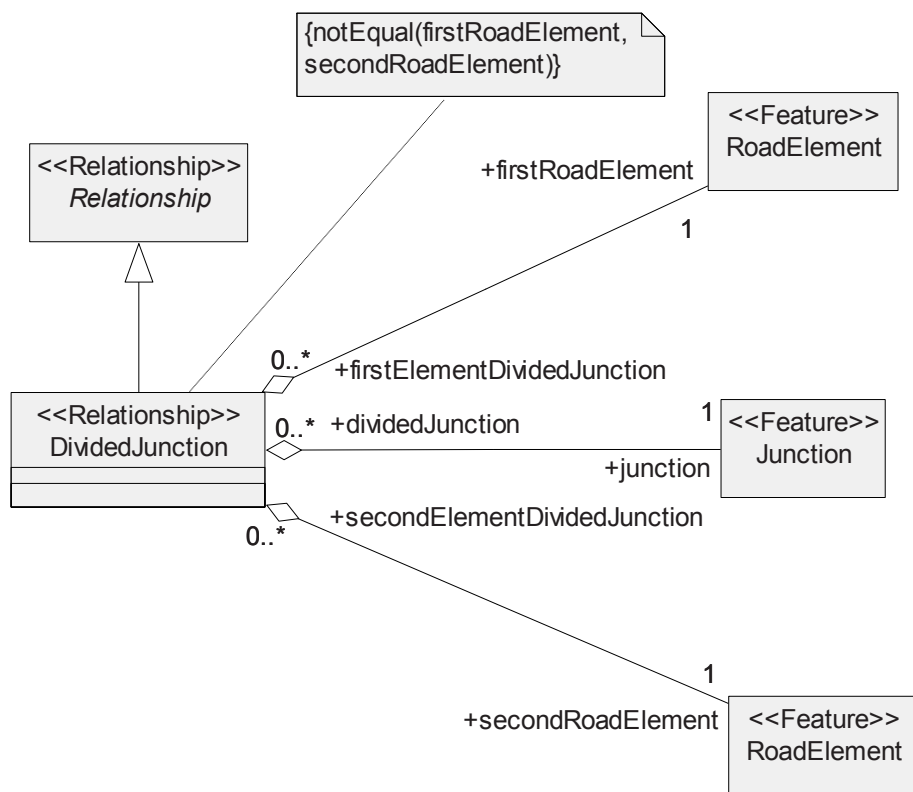 {notEqual(firstRoadElement,
secondRoadElement)}
<<Feature>>
RoadElement
<<Relationship>>
Relationship
+firstRoadElement
1
0..*
+firstElementDividedJunction
<<Relationship>>
DividedJunction
0..*
+dividedJunction
1
<<Feature>>
Junction
+junction
+secondElementDividedJunction
0..*
1
+secondRoadElement
<<Feature>>
RoadElement